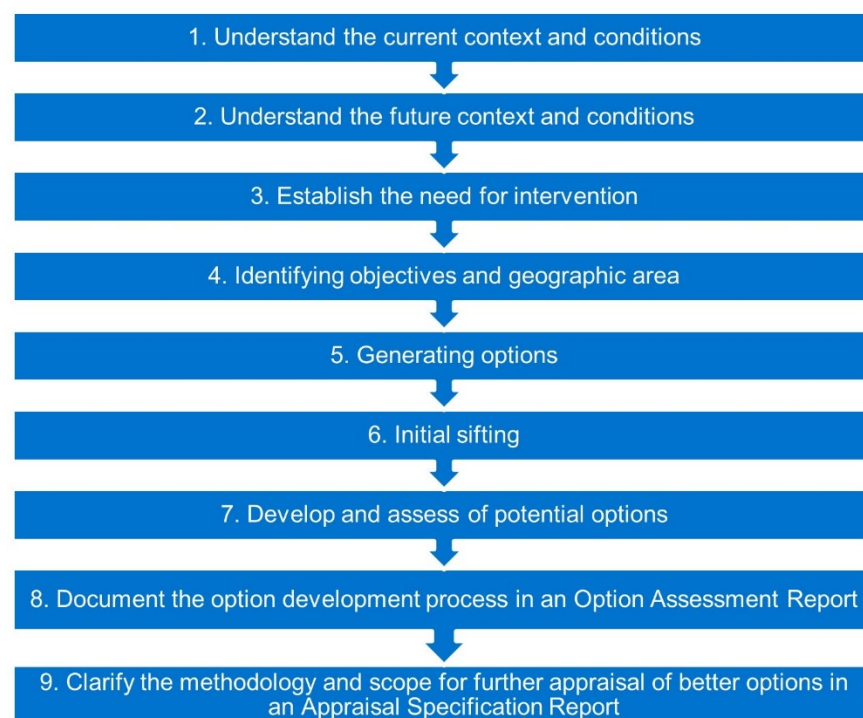 1. Understand the current context and conditions
2. Understand the future context and conditions
3. Establish the need for intervention
4. Identifying objectives and geographic area
5. Generating options
6. Initial sifting
7. Develop and assess of potential options
8. Document the option development process in an Option Assessment Report
9. Clarify the methodology and scope for further appraisal of better options in
an Appraisal Specification Report